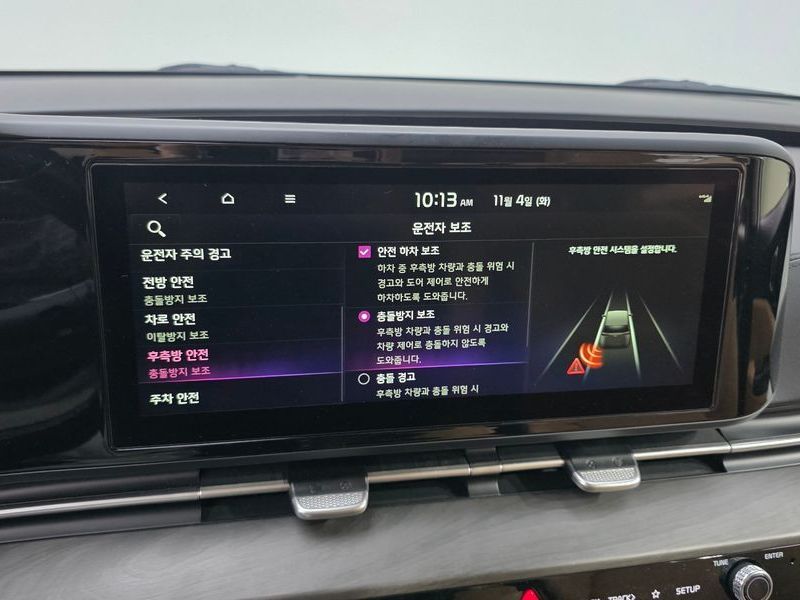 10:13 AM 11월 4일 (화)
운전자 보조
운전자 주의 경고
전방 안전
충돌방지 보조
차로 안전
이탈방지 보조
후측방 안전
충돌방지 보조
주차 안전
안전 하차 보조
하차 중 후측방 차량과 충돌 위험 시
경고와 도어 제어로 안전하게
하차하도록 도와줍니다.
충돌방지 보조
후측방 차량과 충돌 위험 시 경고와
차량 제어로 충돌하지 않도록
도와줍니다.
충돌 경고
후측방 차량과 충돌 위험 시
후측방 안전 시스템을 설정합니다.
TRACK
SETUP
TUNE
ENTER